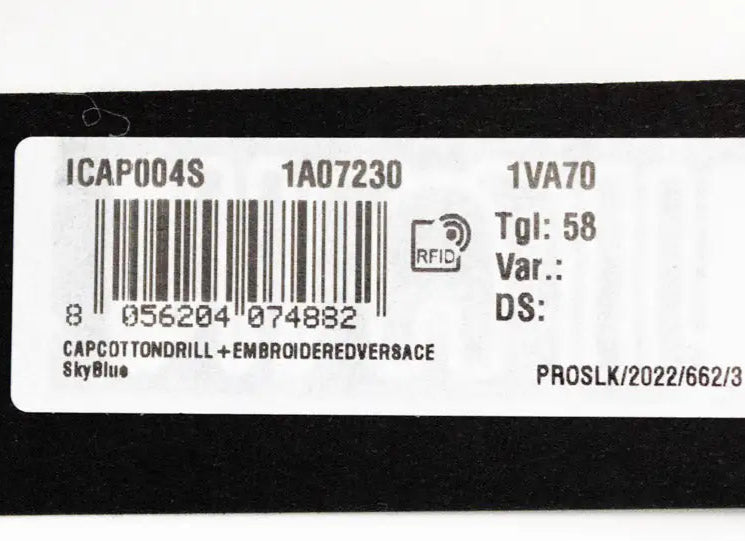 ICAP004S 1A07230 1VA70
RFID
Tgl: 58
Var.:
DS:
8 056204 074882
CAPCOTTONDRILL+EMBROIDEREDVERSACE
SkyBlue
PROSLK/2022/662/3